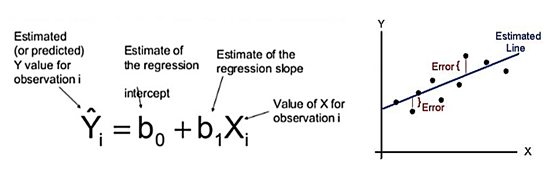 Estimated
(or predicted)
Y value for
observation i
Estimate of
the regression
intercept
Estimate of the
regression slope
Value of X for
observation i
Ŷi = b0 + b1Xi
Y
Estimated
Line
Error {
} Error
X